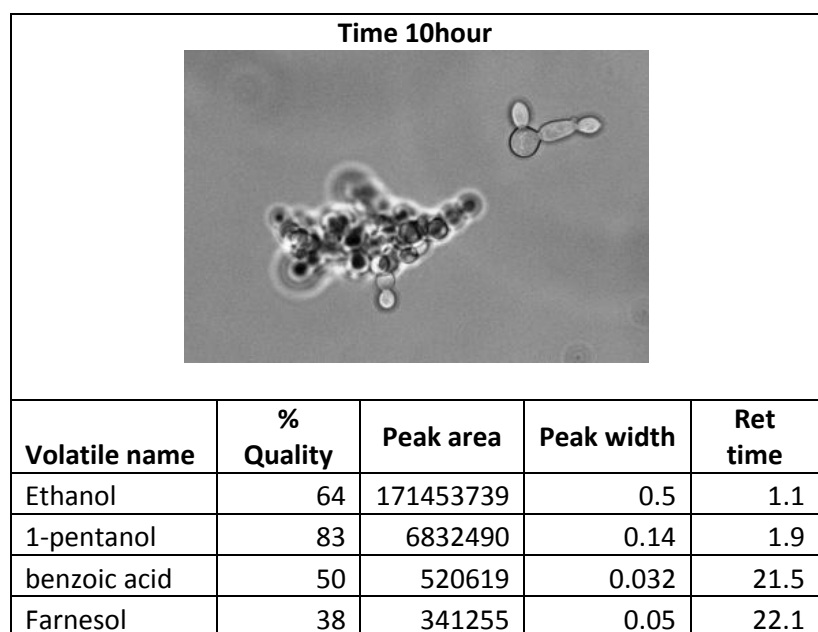 Time 10hour
Volatile name % Quality Peak area Peak width Ret time
Ethanol 64 171453739 0.5 1.1
1-pentanol 83 6832490 0.14 1.9
benzoic acid 50 520619 0.032 21.5
Farnesol 38 341255 0.05 22.1